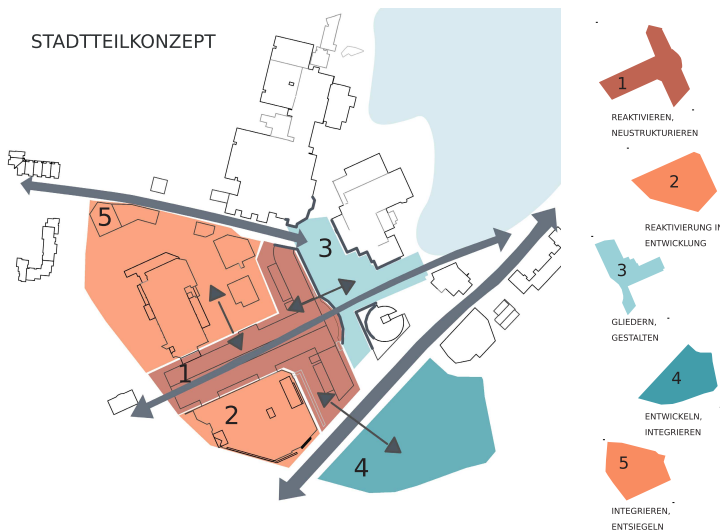 STADTTEILKONZEPT
5
3
1
2
4
1
REAKTIVIEREN,
NEUSTRUKTURIEREN
2
REAKTIVIERUNG IN
ENTWICKLUNG
3
GLIEDERN,
GESTALTEN
4
ENTWICKELN,
INTEGRIEREN
5
INTEGRIEREN,
ENTSIEGELN